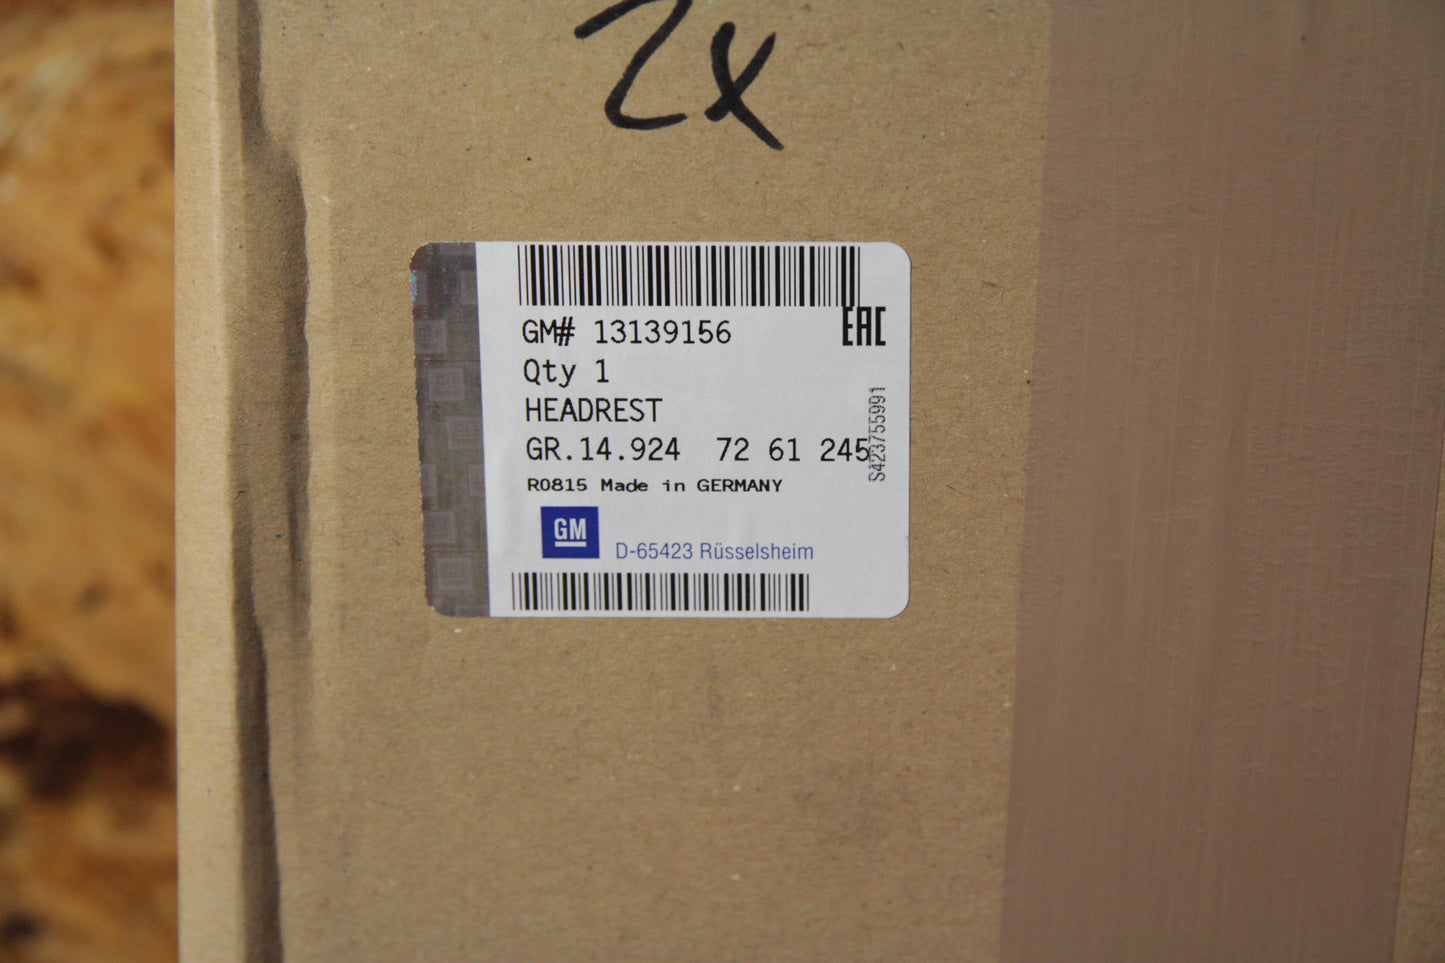 2x
GM# 13139156
EAC
Qty 1
HEADREST
GR.14.924 72 61 245
S423755991
R0815 Made in GERMANY
GM
D-65423 Rüsselsheim